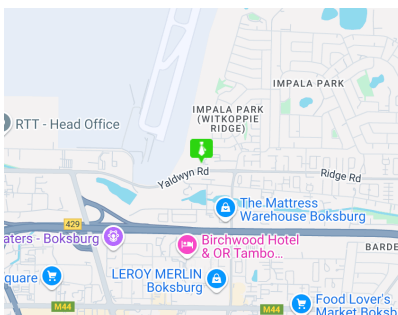 IMPALA PARK
IMPALA PARK
(WITKOPPIE
RIDGE)
RTT - Head Office
Yaldwyn Rd
Ridge Rd
The Mattress
Warehouse Boksburg
429
aters - Boksburg
Birchwood Hotel
& OR Tambo...
BARDE
quare
LEROY MERLIN
Boksburg
Food Lover's
Market Boksb
M44
M44